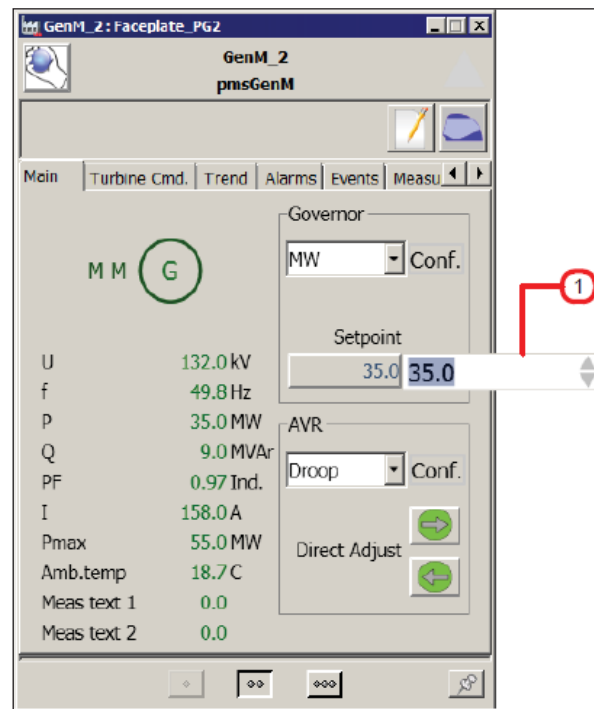 GenM_2 : Faceplate_PG2
GenM_2
pmsGenM
Main Turbine Cmd. Trend Alarms Events Measu
Governor
MW Conf.
M M G
1
Setpoint
35.0 35.0
U 132.0 kV
f 49.8 Hz
P 35.0 MW
Q 9.0 MVAr
PF 0.97 Ind.
I 158.0 A
Pmax 55.0 MW
Amb.temp 18.7 C
Meas text 1 0.0
Meas text 2 0.0
AVR
Droop Conf.
Direct Adjust